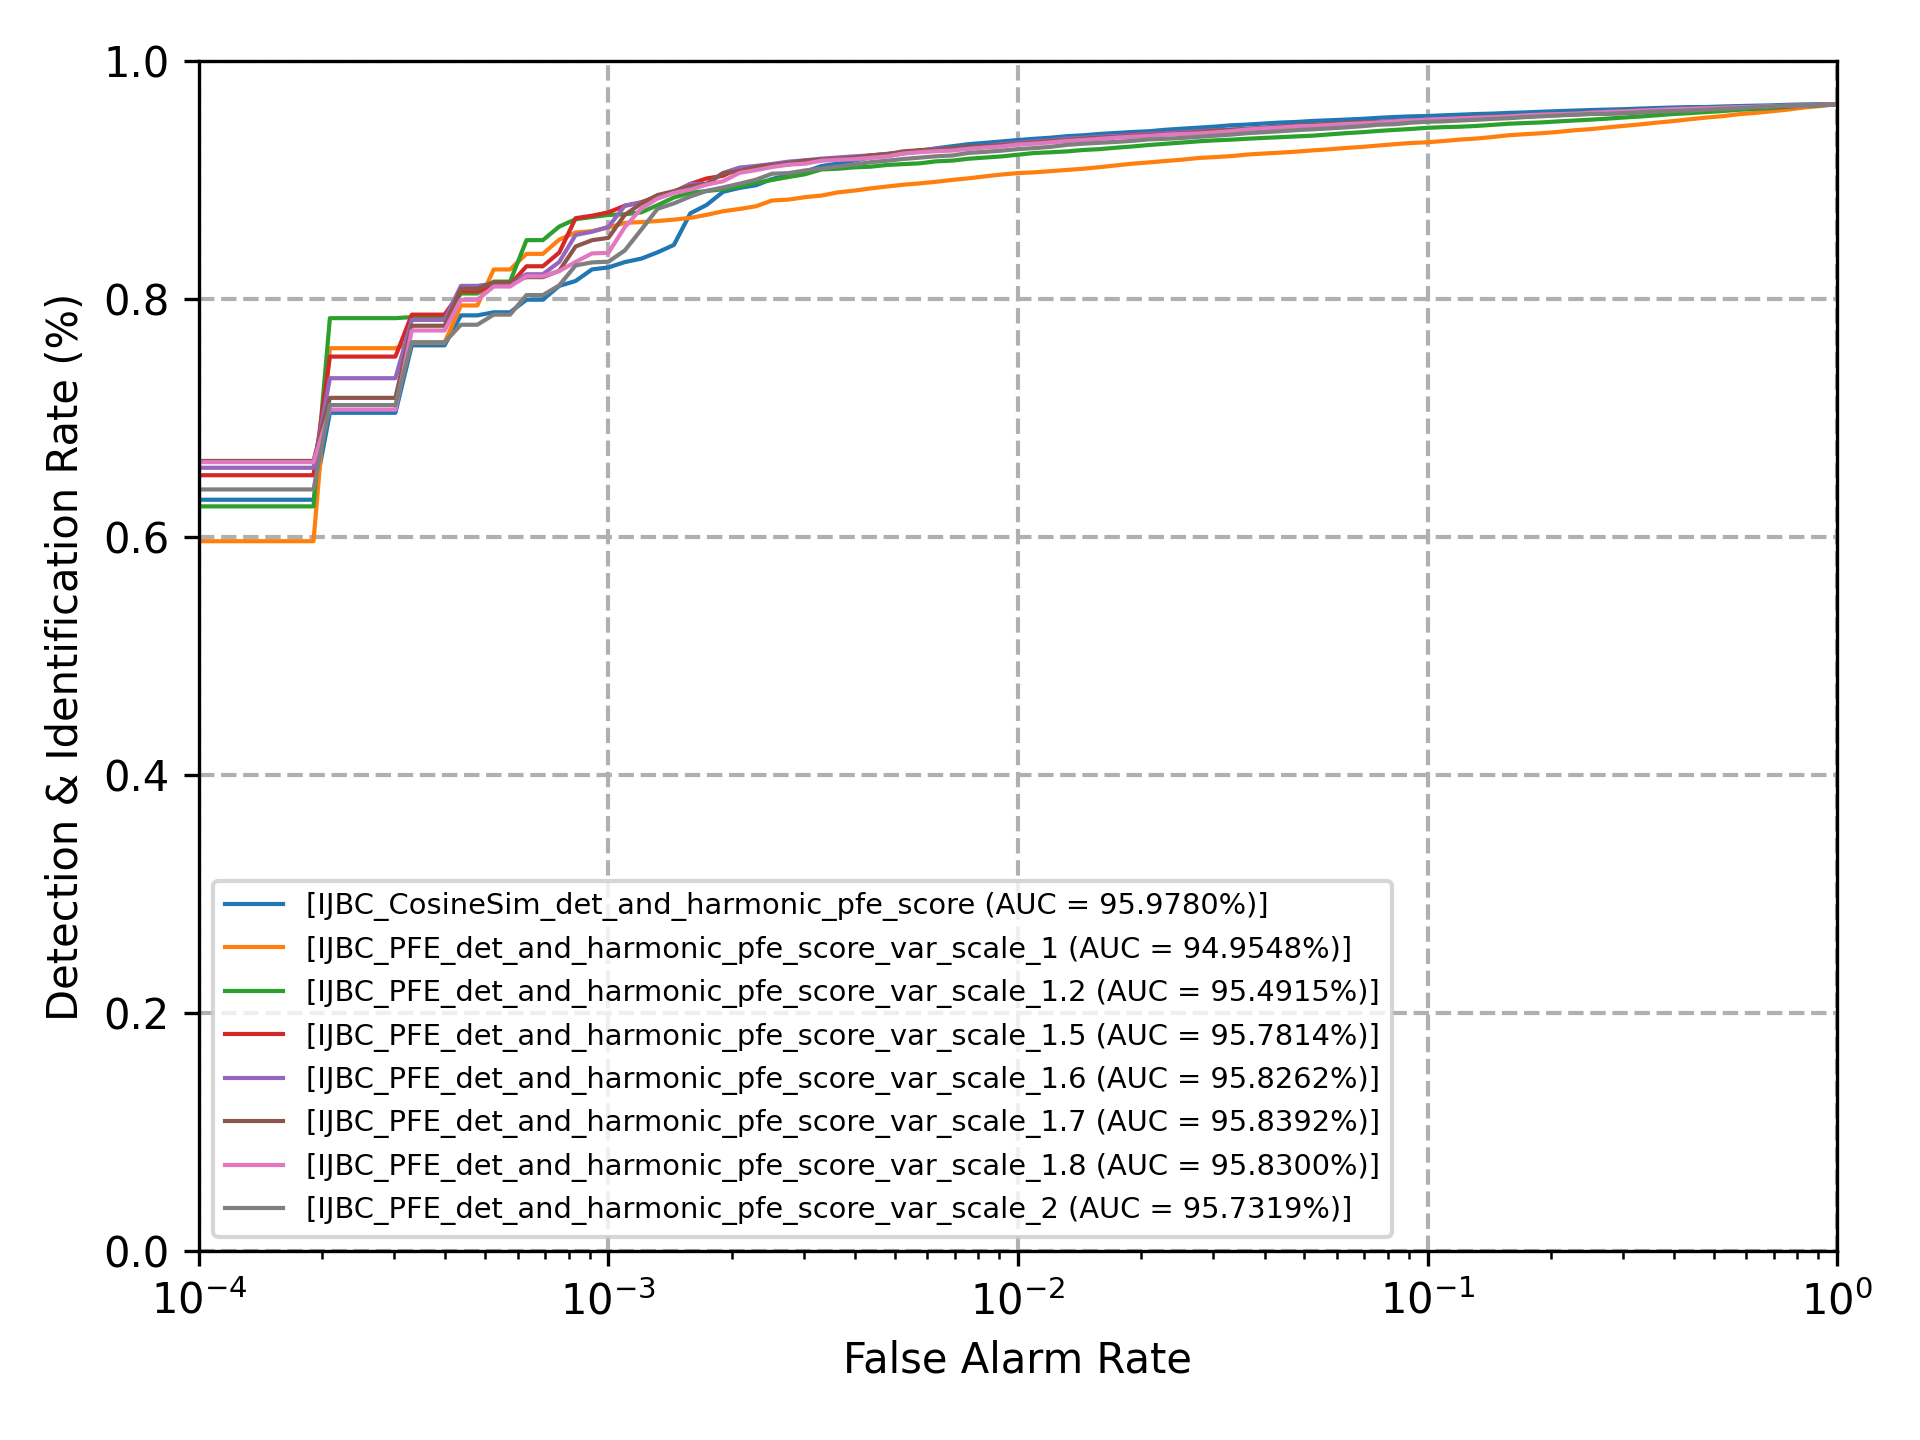 1.0
0.8
0.6
0.4
0.2
0.0
Detection & Identification Rate (%)
[IJBC_CosineSim_det_and_harmonic_pfe_score (AUC = 95.9780%)]
[IJBC_PFE_det_and_harmonic_pfe_score_var_scale_1 (AUC = 94.9548%)]
[IJBC_PFE_det_and_harmonic_pfe_score_var_scale_1.2 (AUC = 95.4915%)]
[IJBC_PFE_det_and_harmonic_pfe_score_var_scale_1.5 (AUC = 95.7814%)]
[IJBC_PFE_det_and_harmonic_pfe_score_var_scale_1.6 (AUC = 95.8262%)]
[IJBC_PFE_det_and_harmonic_pfe_score_var_scale_1.7 (AUC = 95.8392%)]
[IJBC_PFE_det_and_harmonic_pfe_score_var_scale_1.8 (AUC = 95.8300%)]
[IJBC_PFE_det_and_harmonic_pfe_score_var_scale_2 (AUC = 95.7319%)]
10⁻⁴ 10⁻³ 10⁻² 10⁻¹ 10⁰
False Alarm Rate